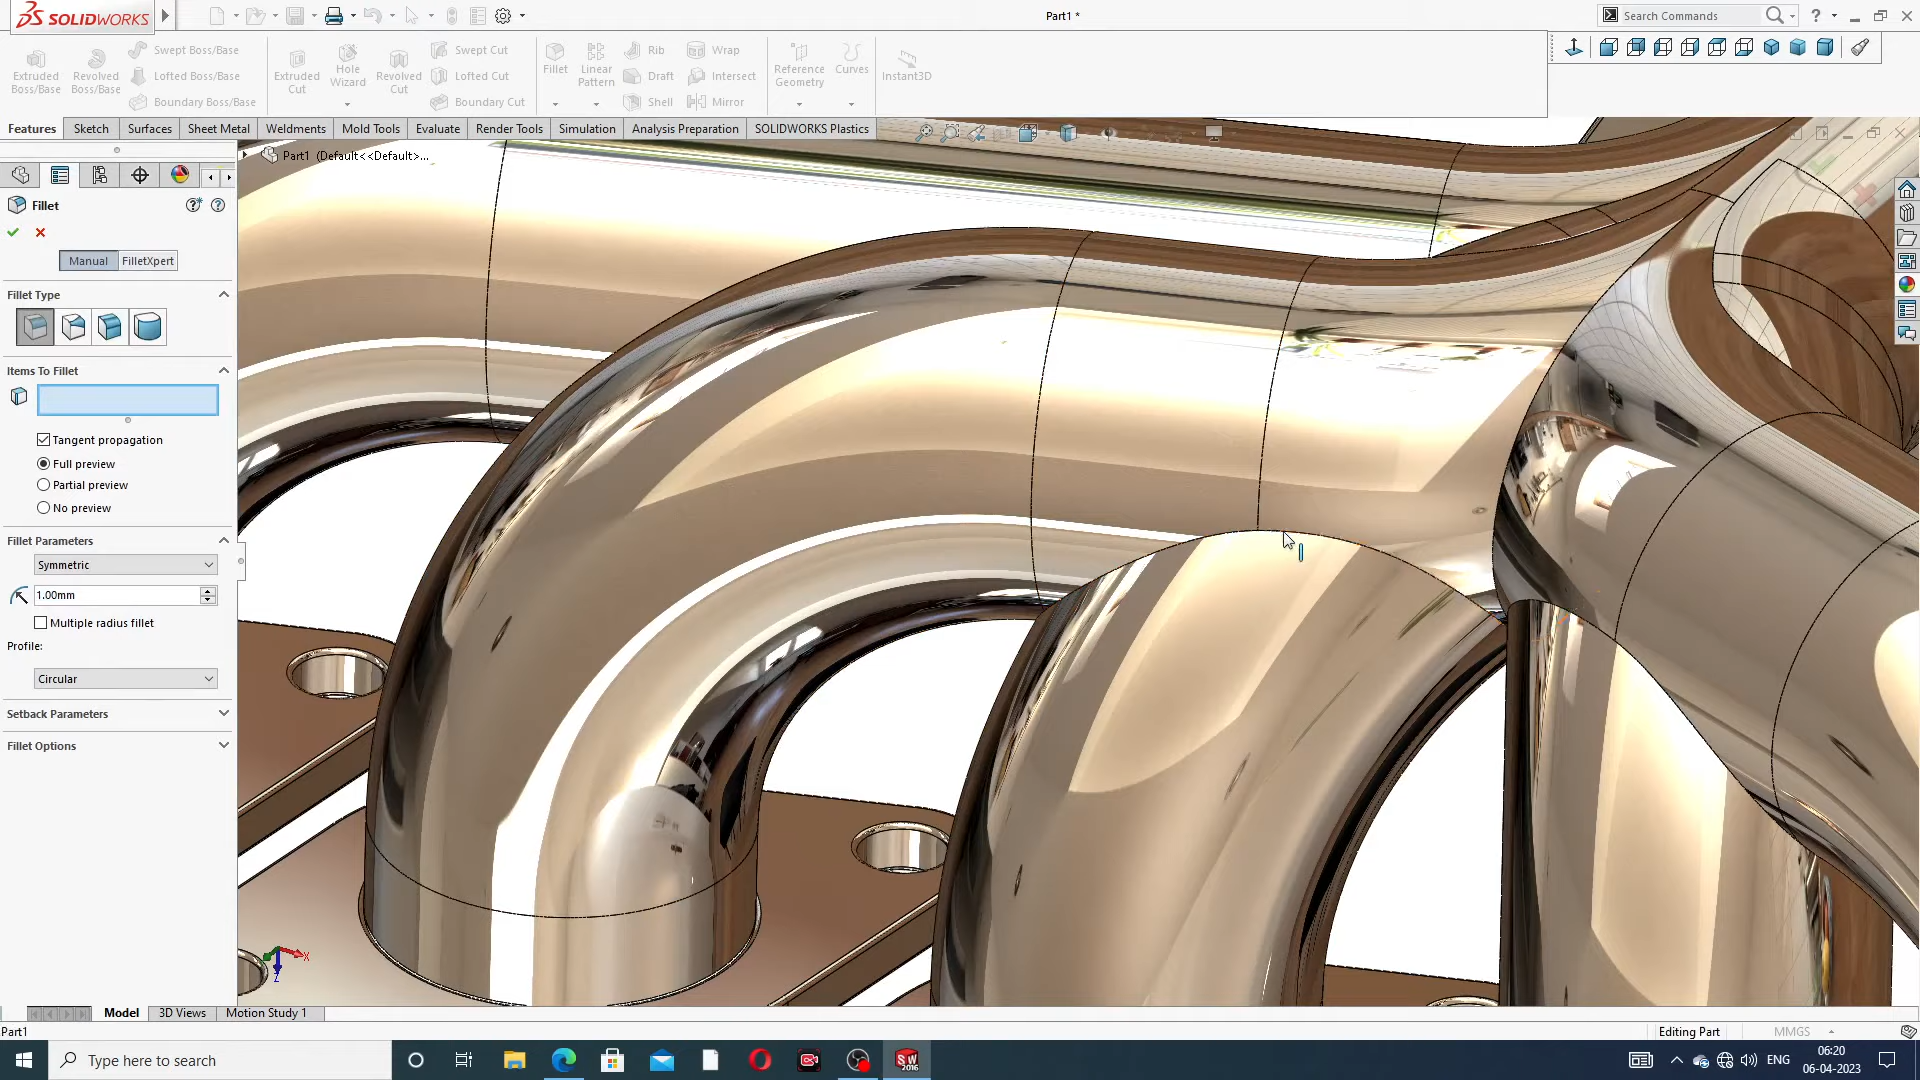 SOLIDWORKS
Part1 *
Search Commands
Extruded Boss/Base
Revolved Boss/Base
Swept Boss/Base
Lofted Boss/Base
Boundary Boss/Base
Extruded Cut
Hole Wizard
Revolved Cut
Swept Cut
Lofted Cut
Boundary Cut
Fillet
Linear Pattern
Rib
Draft
Shell
Wrap
Intersect
Mirror
Reference Geometry
Curves
Instant3D
Features
Sketch
Surfaces
Sheet Metal
Weldments
Mold Tools
Evaluate
Render Tools
Simulation
Analysis Preparation
SOLIDWORKS Plastics
Part1 (Default<<Default>...
Fillet
Manual
FilletXpert
Fillet Type
Items To Fillet
Tangent propagation
Full preview
Partial preview
No preview
Fillet Parameters
Symmetric
1.00mm
Multiple radius fillet
Profile:
Circular
Setback Parameters
Fillet Options
X
Z
Model
3D Views
Motion Study 1
Part1
Editing Part
MMGS
Type here to search
SW
2016
ENG
06:20
06-04-2023